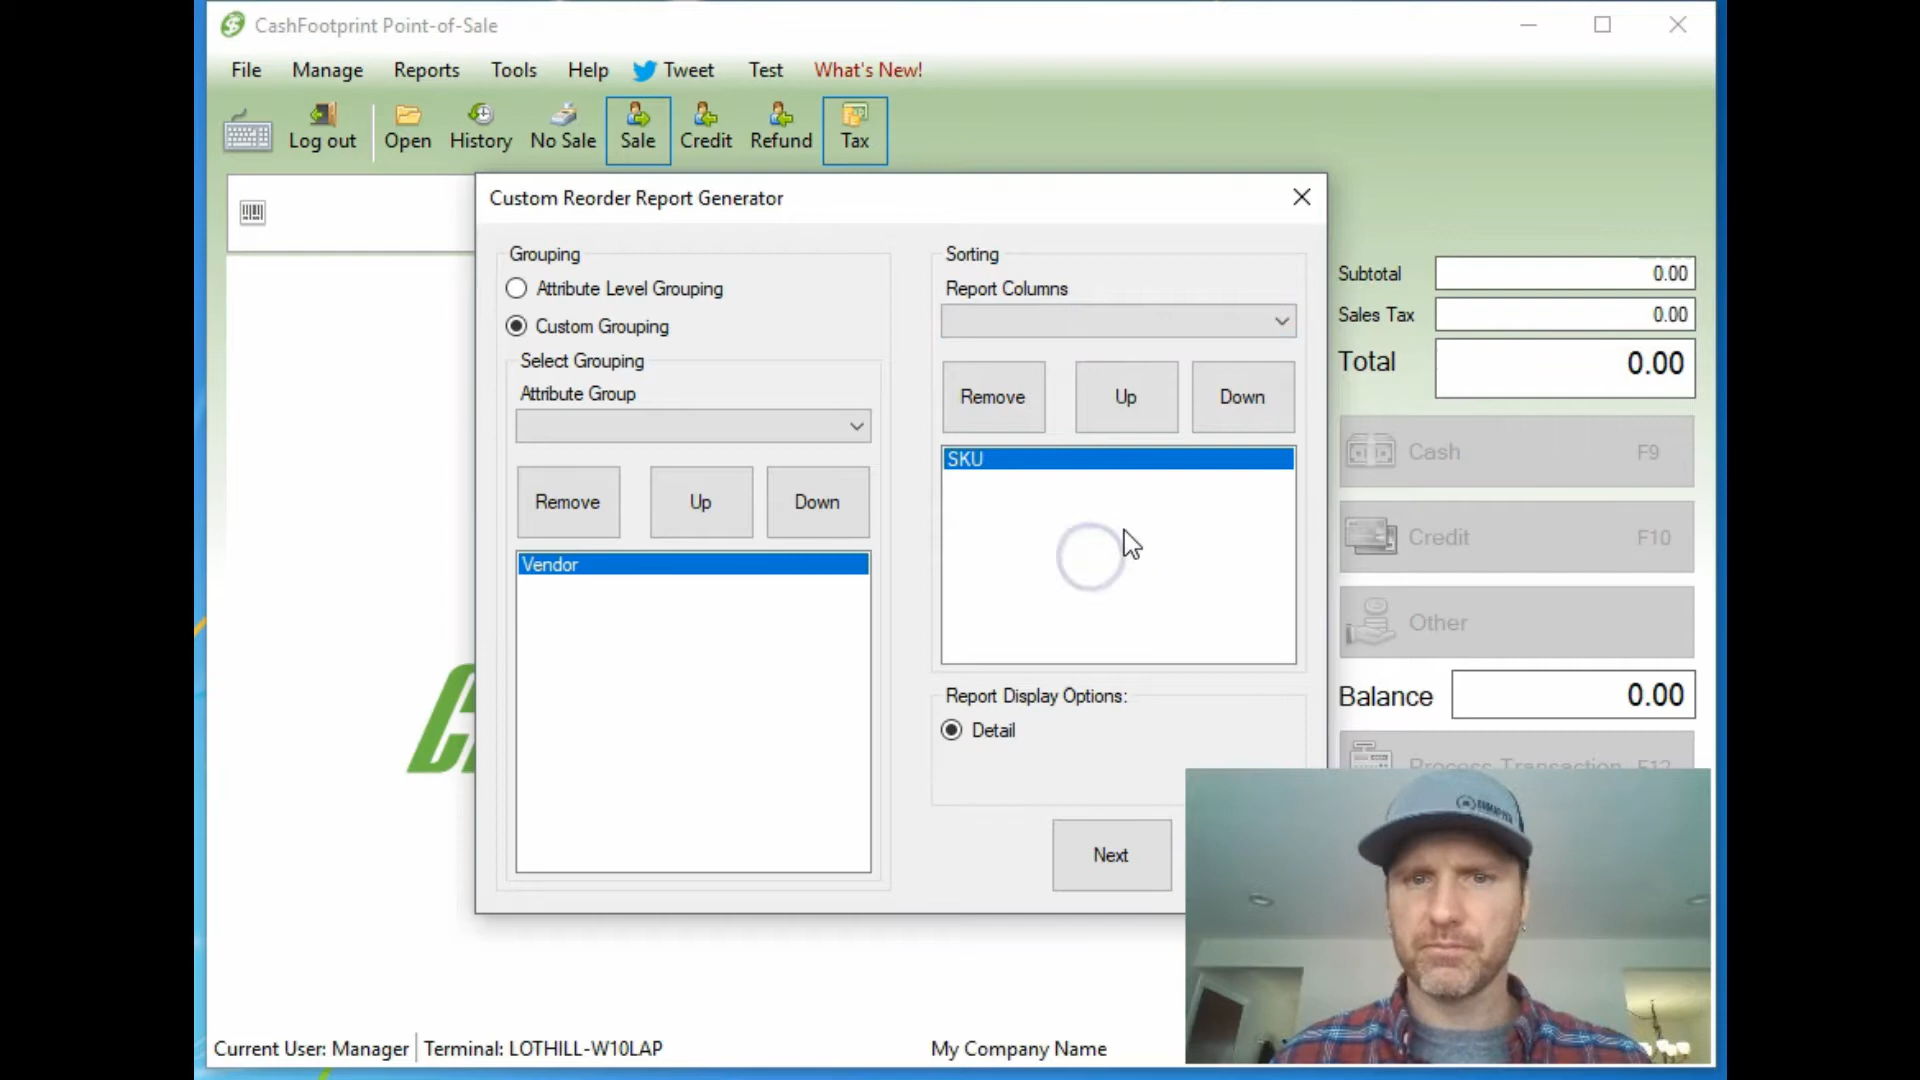 CashFootprint Point-of-Sale
File Manage Reports Tools Help Tweet Test What's New!
Log out Open History No Sale Sale Credit Refund Tax
Custom Reorder Report Generator
Grouping
Attribute Level Grouping
Custom Grouping
Select Grouping
Attribute Group
Remove Up Down
Vendor
Sorting
Report Columns
Remove Up Down
SKU
Report Display Options:
Detail
Next
Subtotal 0.00
Sales Tax 0.00
Total 0.00
Cash F9
Credit F10
Other
Balance 0.00
Process Transaction F12
Current User: Manager Terminal: LOTHILL-W10LAP My Company Name